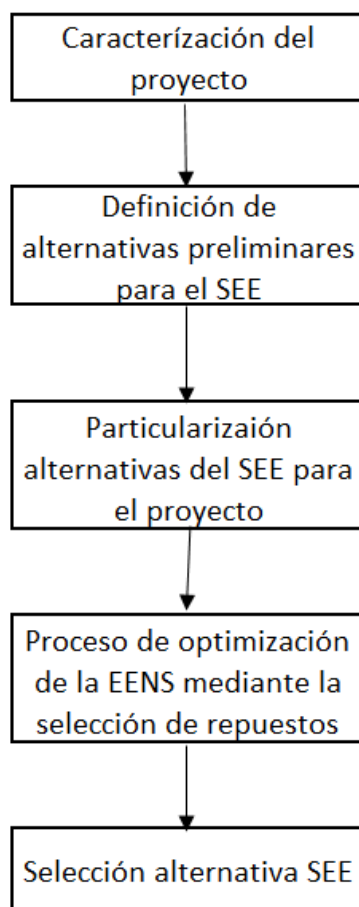 Caracterízación del
proyecto
Definición de
alternativas preliminares
para el SEE
Particularizaión
alternativas del SEE para
el proyecto
Proceso de optimización
de la EENS mediante la
selección de repuestos
Selección alternativa SEE